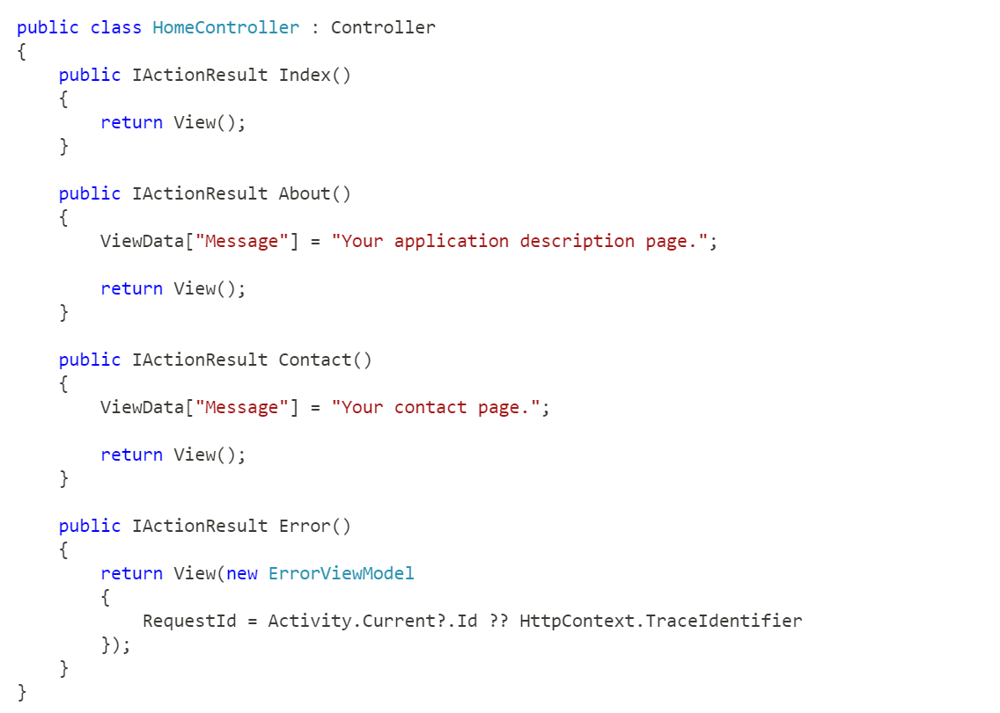 public class HomeController : Controller
{
    public IActionResult Index()
    {
        return View();
    }

    public IActionResult About()
    {
        ViewData["Message"] = "Your application description page.";

        return View();
    }

    public IActionResult Contact()
    {
        ViewData["Message"] = "Your contact page.";

        return View();
    }

    public IActionResult Error()
    {
        return View(new ErrorViewModel
        {
            RequestId = Activity.Current?.Id ?? HttpContext.TraceIdentifier
        });
    }
}